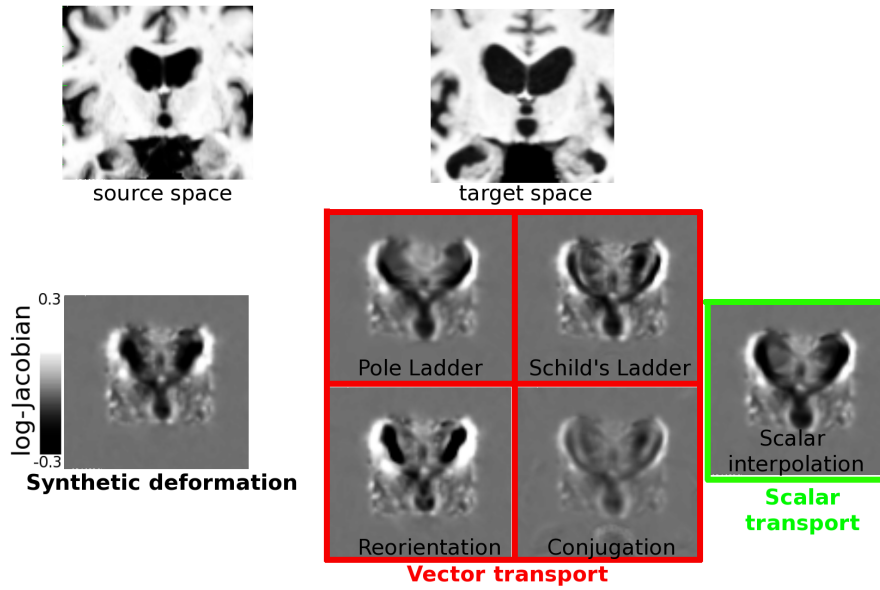 source space
target space
0.3
log-Jacobian
-0.3
Synthetic deformation
Pole Ladder
Schild's Ladder
Reorientation
Conjugation
Vector transport
Scalar
interpolation
Scalar
transport